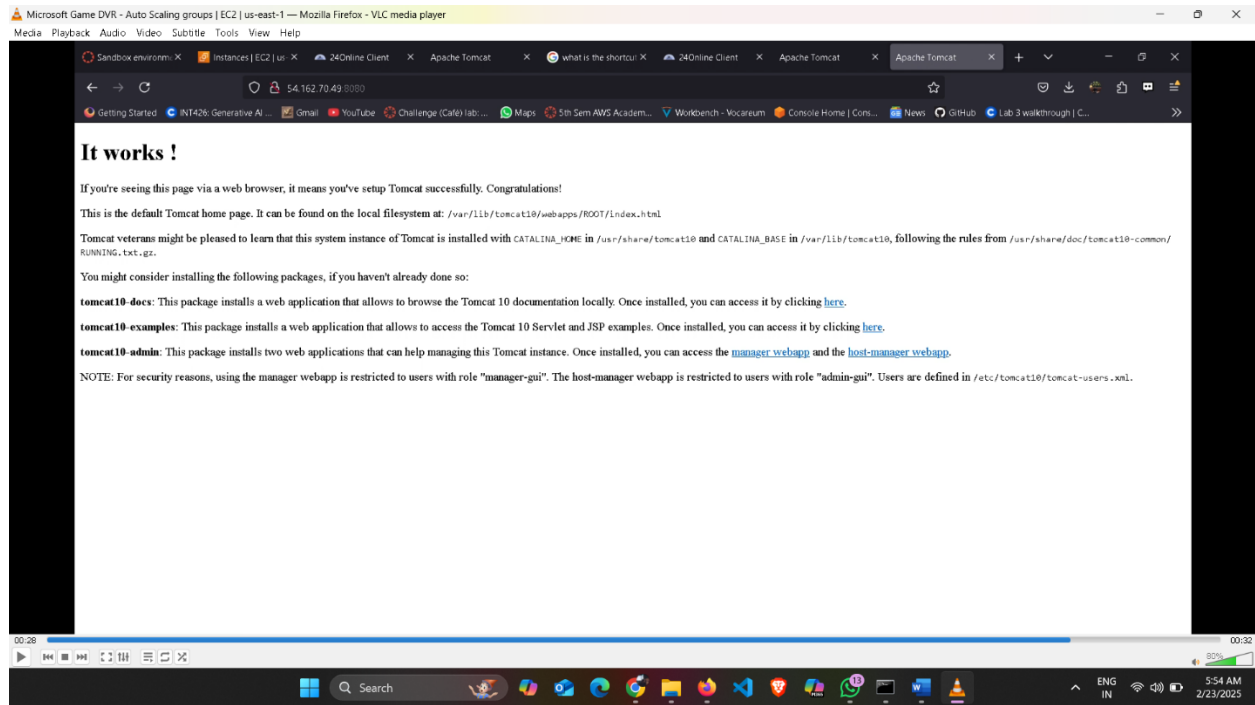 Microsoft Game DVR - Auto Scaling groups | EC2 | us-east-1 — Mozilla Firefox - VLC media player
Media Playback Audio Video Subtitle Tools View Help
Sandbox environm Instances | EC2 | us- 24Online Client Apache Tomcat what is the shortcut 24Online Client Apache Tomcat Apache Tomcat
54.162.70.49:8080
Getting Started INT426: Generative AI ... Gmail YouTube Challenge (Café) lab: ... Maps 5th Sem AWS Academ... Workbench - Vocareum Console Home | Cons... News GitHub Lab 3 walkthrough | C...
It works !
If you're seeing this page via a web browser, it means you've setup Tomcat successfully. Congratulations!
This is the default Tomcat home page. It can be found on the local filesystem at: /var/lib/tomcat10/webapps/ROOT/index.html
Tomcat veterans might be pleased to learn that this system instance of Tomcat is installed with CATALINA_HOME in /usr/share/tomcat10 and CATALINA_BASE in /var/lib/tomcat10, following the rules from /usr/share/doc/tomcat10-common/
RUNNING.txt.gz.
You might consider installing the following packages, if you haven't already done so:
tomcat10-docs: This package installs a web application that allows to browse the Tomcat 10 documentation locally. Once installed, you can access it by clicking here.
tomcat10-examples: This package installs a web application that allows to access the Tomcat 10 Servlet and JSP examples. Once installed, you can access it by clicking here.
tomcat10-admin: This package installs two web applications that can help managing this Tomcat instance. Once installed, you can access the manager webapp and the host-manager webapp.
NOTE: For security reasons, using the manager webapp is restricted to users with role "manager-gui". The host-manager webapp is restricted to users with role "admin-gui". Users are defined in /etc/tomcat10/tomcat-users.xml.
00:28 00:32
80%
Search 13 ENG 5:54 AM
IN 2/23/2025